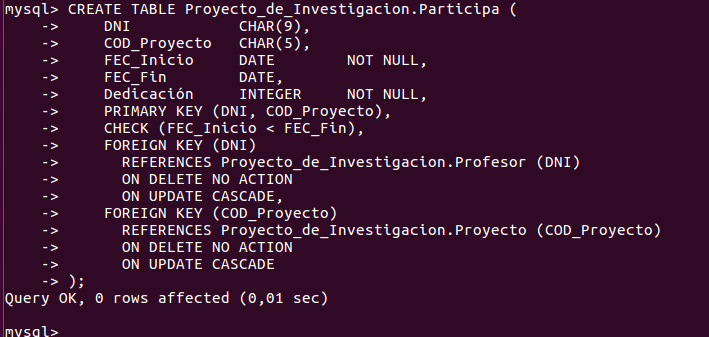 mysql> CREATE TABLE Proyecto_de_Investigacion.Participa (
    ->     DNI            CHAR(9),
    ->     COD_Proyecto   CHAR(5),
    ->     FEC_Inicio     DATE        NOT NULL,
    ->     FEC_Fin        DATE,
    ->     Dedicación     INTEGER     NOT NULL,
    ->     PRIMARY KEY (DNI, COD_Proyecto),
    ->     CHECK (FEC_Inicio < FEC_Fin),
    ->     FOREIGN KEY (DNI)
    ->       REFERENCES Proyecto_de_Investigacion.Profesor (DNI)
    ->       ON DELETE NO ACTION
    ->       ON UPDATE CASCADE,
    ->     FOREIGN KEY (COD_Proyecto)
    ->       REFERENCES Proyecto_de_Investigacion.Proyecto (COD_Proyecto)
    ->       ON DELETE NO ACTION
    ->       ON UPDATE CASCADE
    -> );
Query OK, 0 rows affected (0,01 sec)
mysql>